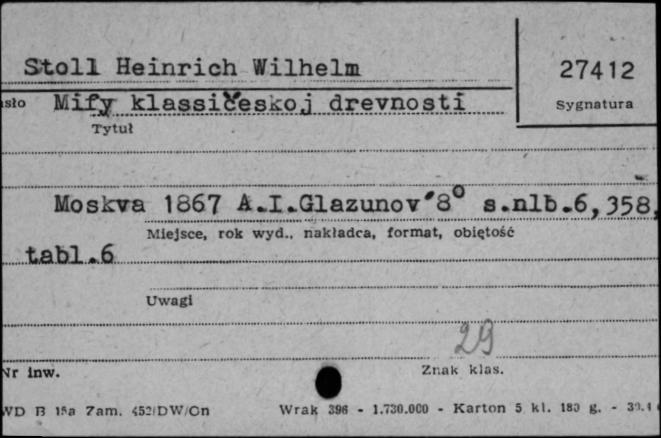 Stoll Heinrich Wilhelm
27412
Sygnatura
asło Mify klassičeskoj drevnosti
Tytuł
Moskva 1867 A.I.Glazunov 8° s.nlb.6,358,
Miejsce, rok wyd., nakładca, format, objętość
tabl.6
Uwagi
29
Nr inw.
Znak klas.
WD B 15a Zam. 452/DW/On Wrak 396 - 1.730.000 - Karton 5 kl. 180 g. -